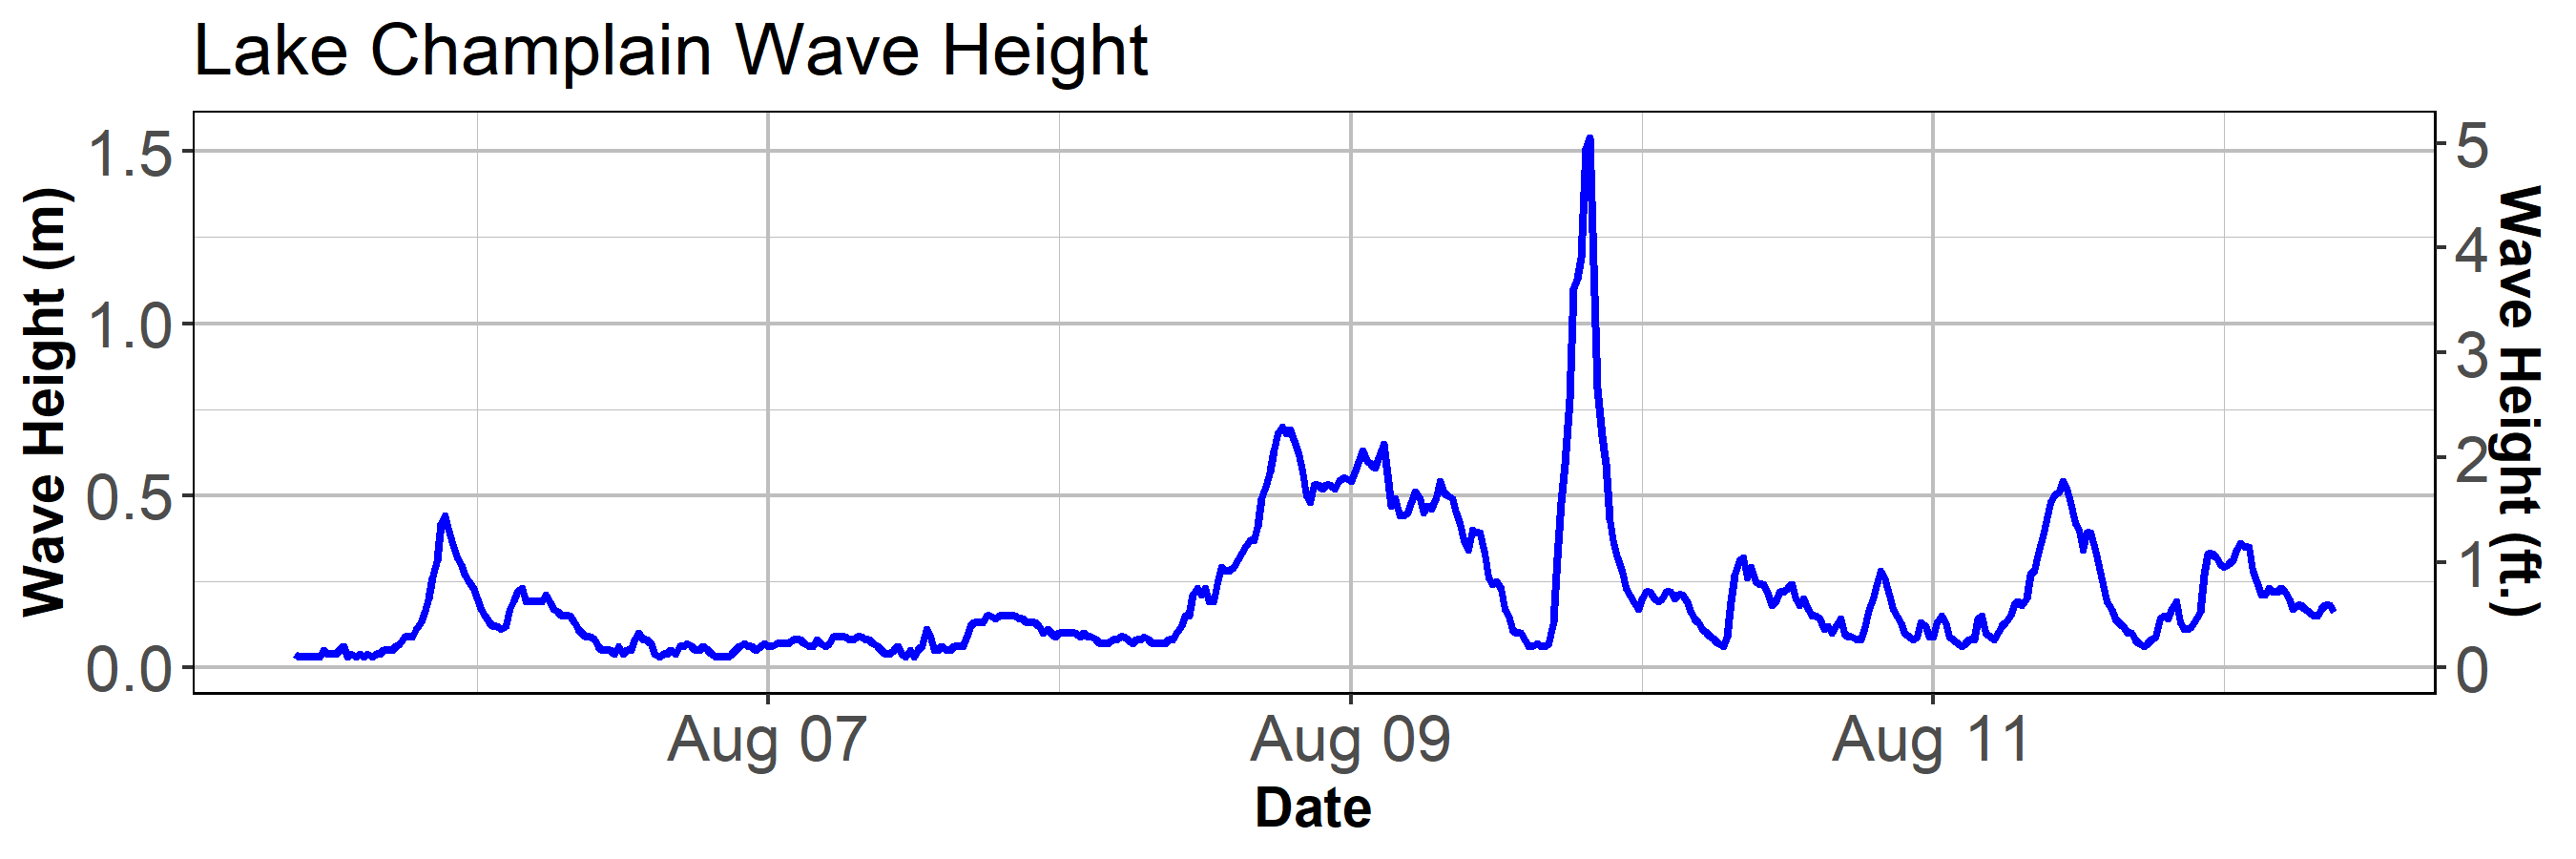 Lake Champlain Wave Height
Wave Height (m)
1.5
1.0
0.5
0.0
5
4
3
2
1
0
Wave Height (ft.)
Aug 07
Aug 09
Aug 11
Date